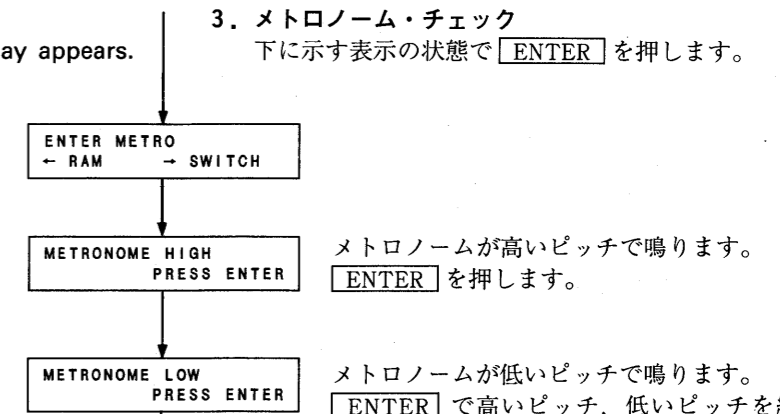 3. メトロノーム・チェック
ay appears.
下に示す表示の状態で ENTER を押します。
ENTER METRO
← RAM → SWITCH
METRONOME HIGH
PRESS ENTER
メトロノームが高いピッチで鳴ります。
ENTER を押します。
METRONOME LOW
PRESS ENTER
メトロノームが低いピッチで鳴ります。
ENTER で高いピッチ，低いピッチを